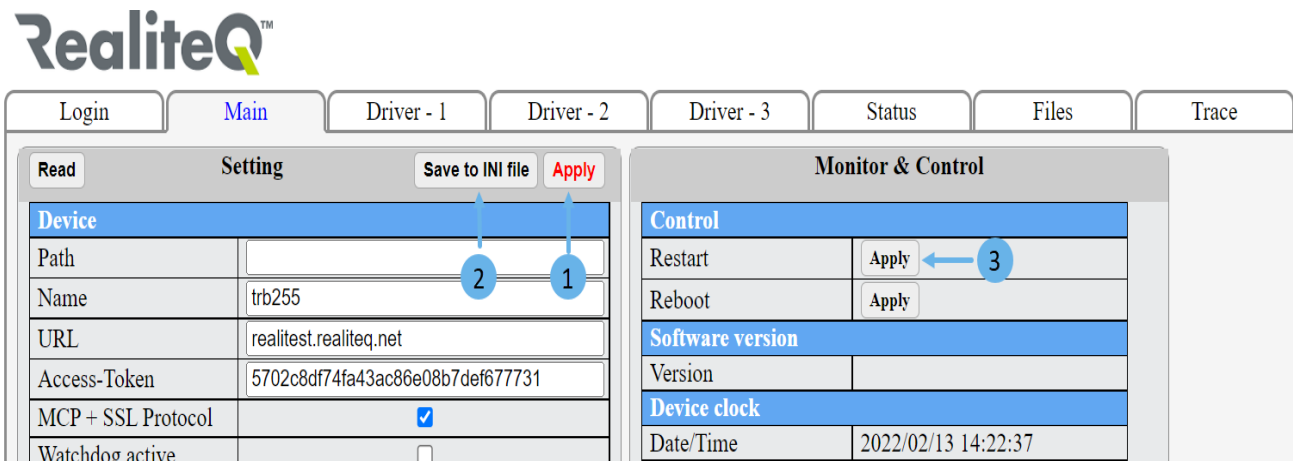 RealiteQ™
Login Main Driver - 1 Driver - 2 Driver - 3 Status Files Trace
Read Setting Save to INI file Apply
Device
Path
2 1
Name trb255
URL realitest.realiteq.net
Access-Token 5702c8df74fa43ac86e08b7def677731
MCP + SSL Protocol
Watchdog active
Monitor & Control
Control
Restart Apply 3
Reboot Apply
Software version
Version
Device clock
Date/Time 2022/02/13 14:22:37